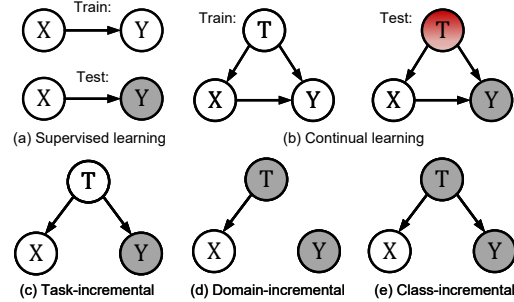 Train:
X Y
Test:
X Y
(a) Supervised learning
Train: T
X Y
Test: T
X Y
(b) Continual learning
T
X Y
(c) Task-incremental
T
X Y
(d) Domain-incremental
T
X Y
(e) Class-incremental